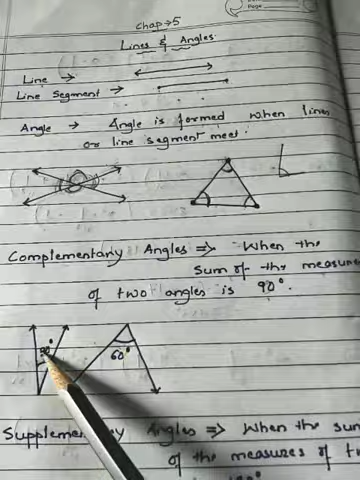 Page
Chap→5
Lines & Angles
Line →
Line Segment →
Angle → Angle is formed when lines
or line segment meet.
Complementary Angles ⇒ When the
sum of the measure
of two angles is 90°.
60°
Supplementary Angles ⇒ When the sum
of the measures of